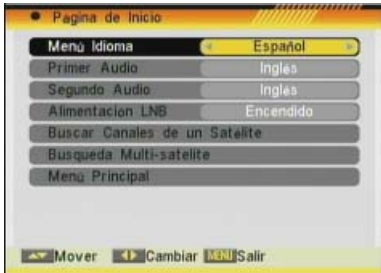 Pagina de Inicio
Menú Idioma Español
Primer Audio Inglés
Segundo Audio Inglés
Alimentacion LNB Encendido
Buscar Canales de un Satélite
Busqueda Multi-satelite
Menú Principal
Mover Cambiar MENU Salir